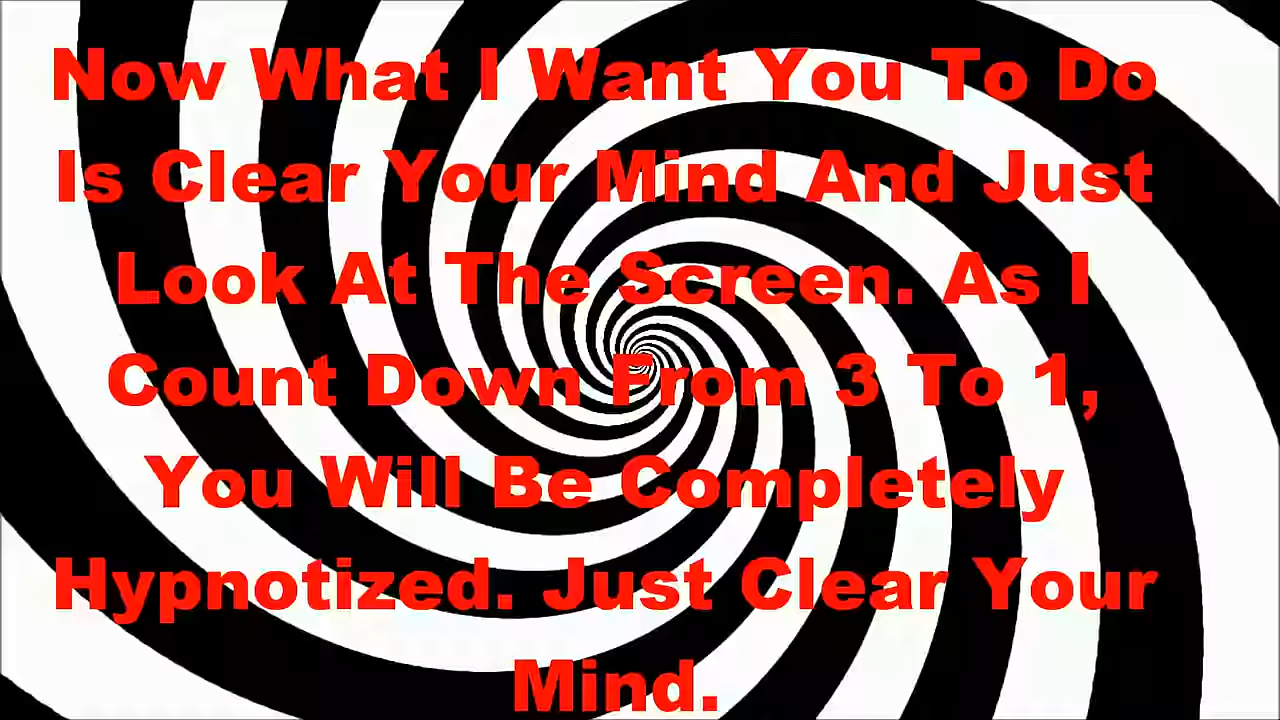 Now What I Want You To Do
Is Clear Your Mind And Just
Look At The Screen. As I
Count Down From 3 To 1,
You Will Be Completely
Hypnotized. Just Clear Your
Mind.